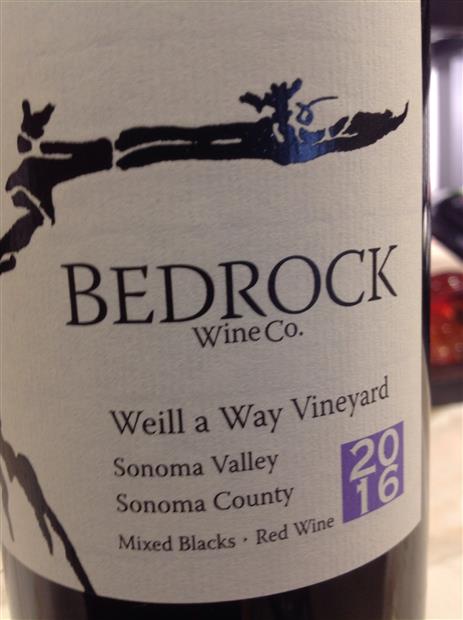 BEDROCK
Wine Co.
Weill a Way Vineyard
Sonoma Valley
Sonoma County
Mixed Blacks · Red Wine
20
16